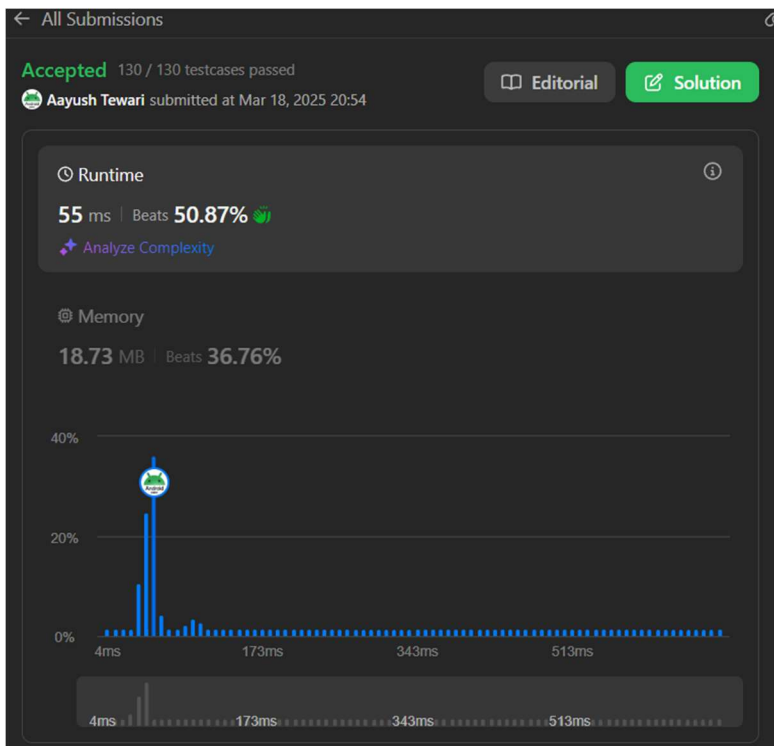 ← All Submissions
Accepted 130 / 130 testcases passed
Editorial
Solution
Aayush Tewari submitted at Mar 18, 2025 20:54
Runtime
55 ms | Beats 50.87%
Analyze Complexity
Memory
18.73 MB | Beats 36.76%
40%
20%
0%
4ms 173ms 343ms 513ms
4ms 173ms 343ms 513ms